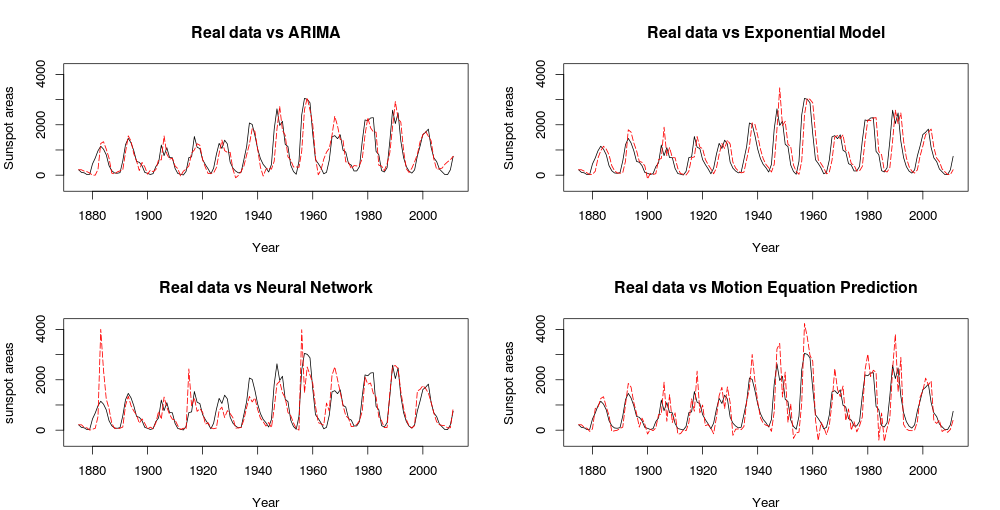 Real data vs ARIMA
Sunspot areas
4000
2000
0
1880 1900 1920 1940 1960 1980 2000
Year
Real data vs Exponential Model
Sunspot areas
4000
2000
0
1880 1900 1920 1940 1960 1980 2000
Year
Real data vs Neural Network
sunspot areas
4000
2000
0
1880 1900 1920 1940 1960 1980 2000
Year
Real data vs Motion Equation Prediction
sunspot areas
4000
2000
0
1880 1900 1920 1940 1960 1980 2000
Year